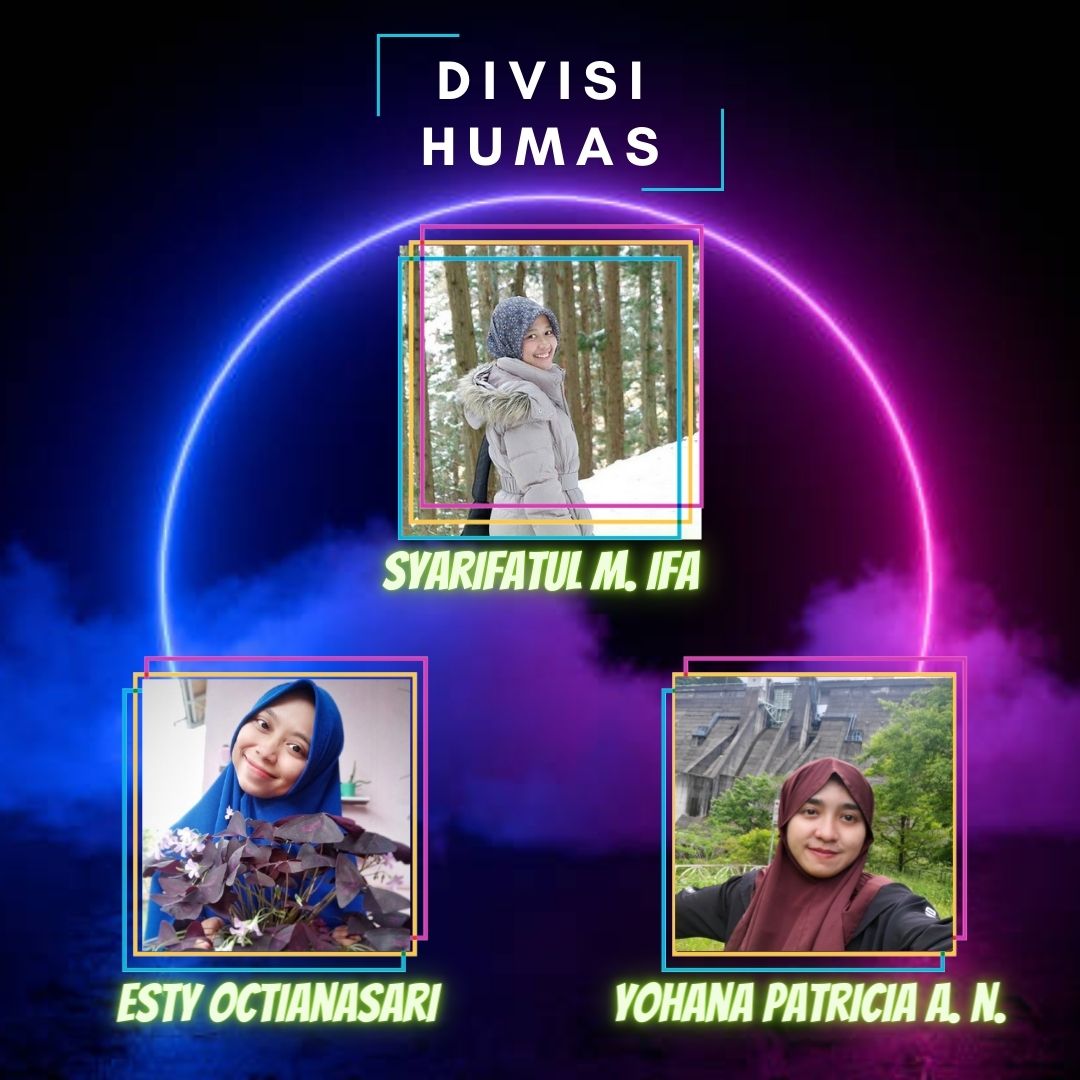 DIVISI
HUMAS
SYARIFATUL M. IFA
ESTY OCTIANASARI
YOHANA PATRICIA A. N.